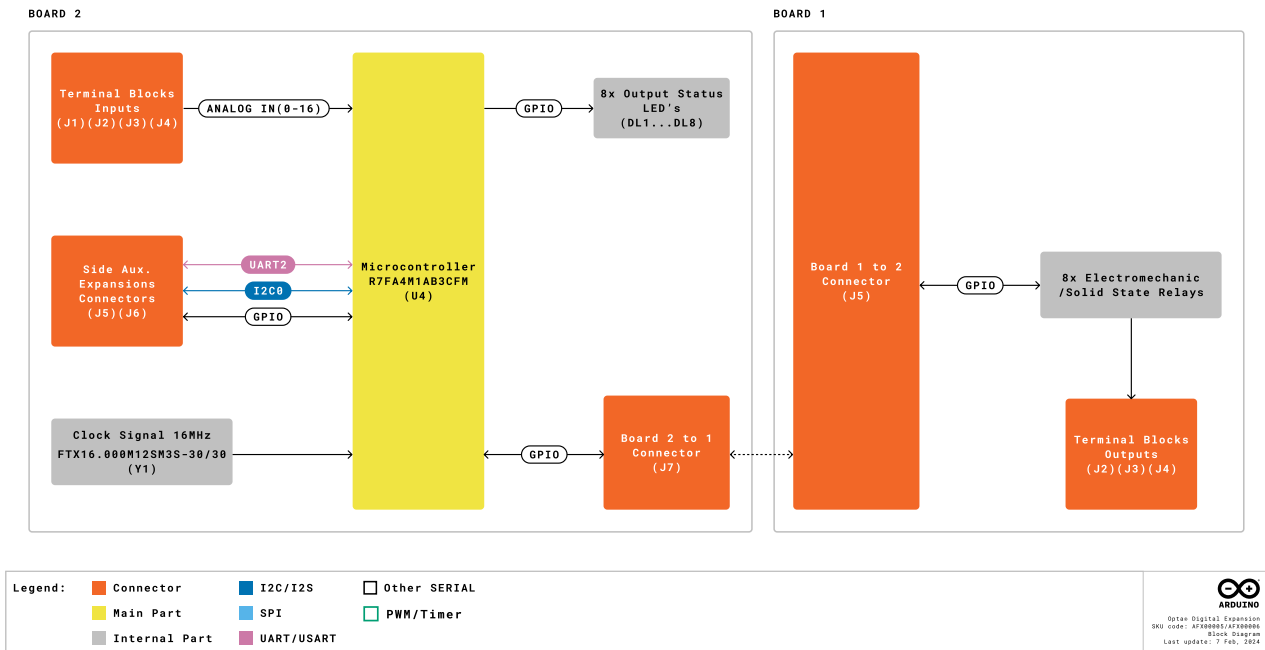 BOARD 2
Terminal Blocks
Inputs
(J1)(J2)(J3)(J4)
ANALOG IN(0-16)
GPIO
8x Output Status
LED's
(DL1...DL8)
Side Aux.
Expansions
Connectors
(J5)(J6)
UART2
I2C0
GPIO
Microcontroller
R7FA4M1AB3CFM
(U4)
Clock Signal 16MHz
FTX16.000M12SM3S-30/30
(Y1)
GPIO
Board 2 to 1
Connector
(J7)
BOARD 1
Board 1 to 2
Connector
(J5)
GPIO
8x Electromechanic
/Solid State Relays
Terminal Blocks
Outputs
(J2)(J3)(J4)
Legend:
Connector
Main Part
Internal Part
I2C/I2S
SPI
UART/USART
Other SERIAL
PWM/Timer
ARDUINO
Optan Digital Expansion
SKU code: AFX00005/AFX00006
Block Diagram
Last update: 7 Feb, 2024